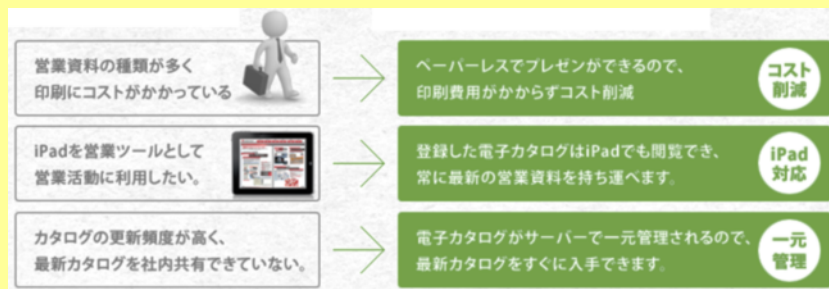 営業資料の種類が多く
印刷にコストがかかっている
ペーパーレスでプレゼンができるので、
印刷費用がかからずコスト削減
コスト
削減
iPadを営業ツールとして
営業活動に利用したい。
登録した電子カタログはiPadでも閲覧でき、
常に最新の営業資料を持ち運べます。
iPad
対応
カタログの更新頻度が高く、
最新カタログを社内共有できていない。
電子カタログがサーバーで一元管理されるので、
最新カタログをすぐに入手できます。
一元
管理